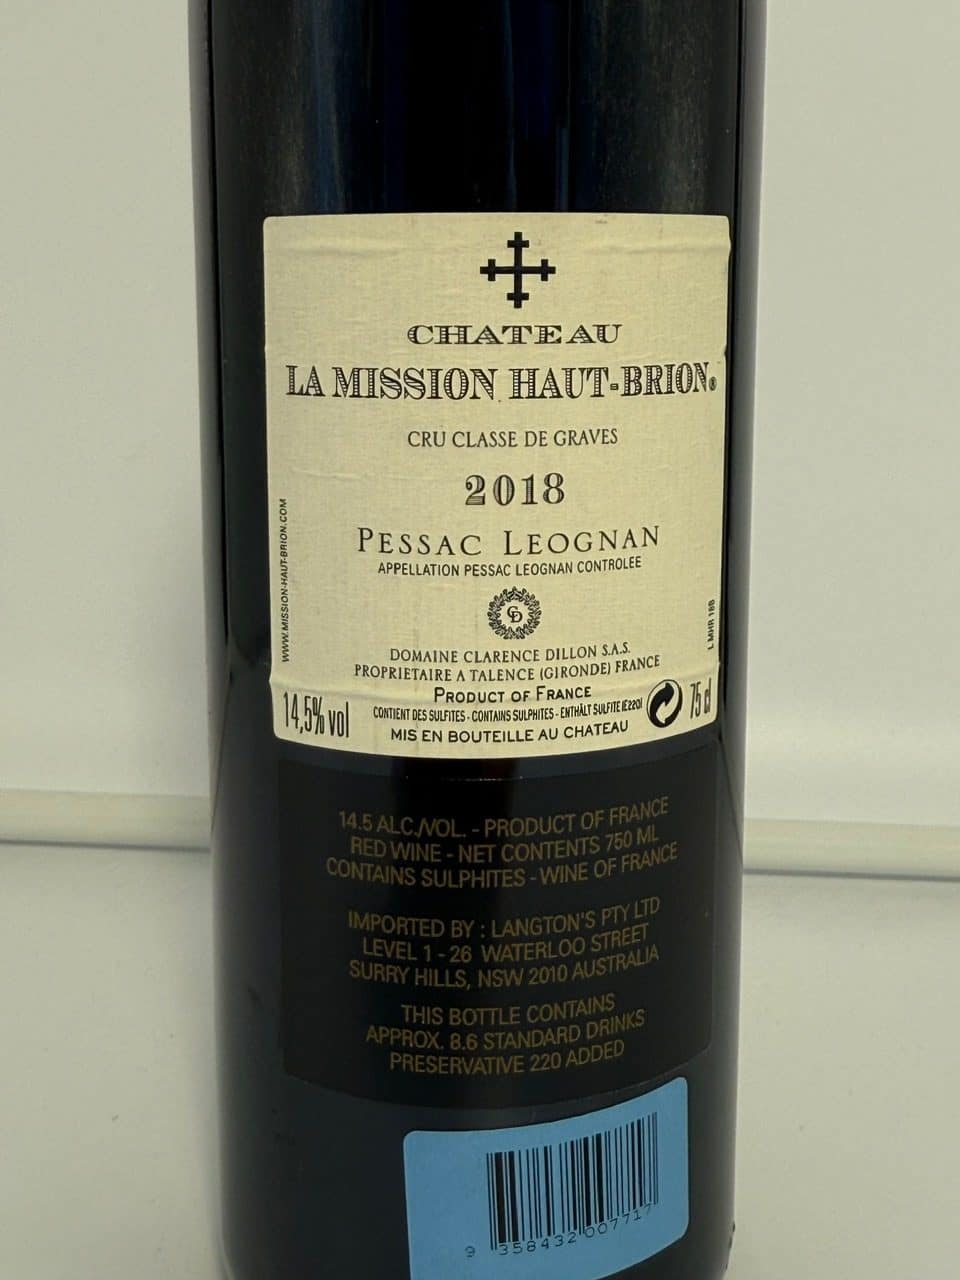 CHATEAU
LA MISSION HAUT-BRION®
CRU CLASSE DE GRAVES
2018
PESSAC LEOGNAN
APPELLATION PESSAC LEOGNAN CONTROLEE
CD
DOMAINE CLARENCE DILLON S.A.S.
PROPRIETAIRE A TALENCE (GIRONDE) FRANCE
PRODUCT OF FRANCE
14,5% vol
CONTIENT DES SULFITES - CONTAINS SULPHITES - ENTHÄLT SULFITE (E220)
75 cl
MIS EN BOUTEILLE AU CHATEAU
WWW.MISSION-HAUT-BRION.COM
L MHR 18B
14.5 ALC./VOL. - PRODUCT OF FRANCE
RED WINE - NET CONTENTS 750 ML
CONTAINS SULPHITES - WINE OF FRANCE
IMPORTED BY : LANGTON'S PTY LTD
LEVEL 1 - 26 WATERLOO STREET
SURRY HILLS, NSW 2010 AUSTRALIA
THIS BOTTLE CONTAINS
APPROX. 8.6 STANDARD DRINKS
PRESERVATIVE 220 ADDED
9 358432 007717